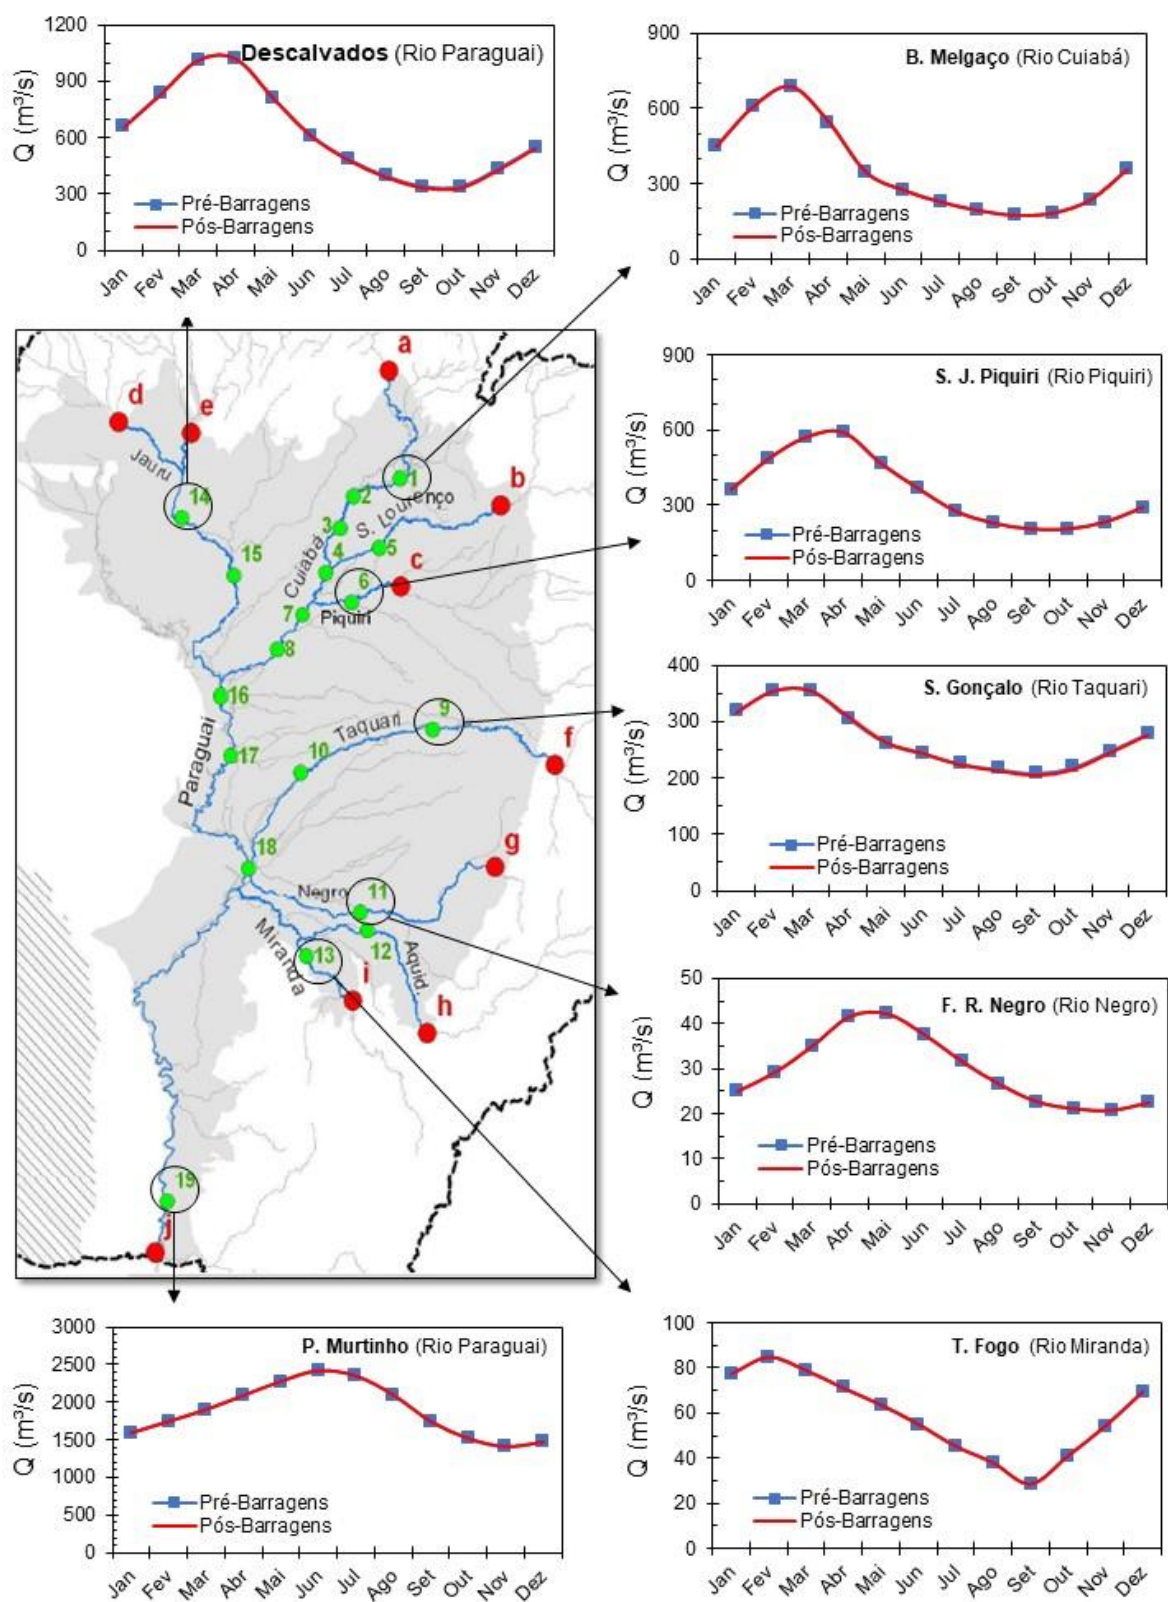 Descalvados (Rio Paraguai)
Q (m³/s)
1200
900
600
300
0
Pré-Barragens
Pós-Barragens
Jan Fev Mar Abr Mai Jun Jul Ago Set Out Nov Dez
B. Melgaço (Rio Cuiabá)
Q (m³/s)
900
600
300
0
Pré-Barragens
Pós-Barragens
Jan Fev Mar Abr Mai Jun Jul Ago Set Out Nov Dez
S. J. Piquiri (Rio Piquiri)
Q (m³/s)
900
600
300
0
Pré-Barragens
Pós-Barragens
Jan Fev Mar Abr Mai Jun Jul Ago Set Out Nov Dez
S. Gonçalo (Rio Taquari)
Q (m³/s)
400
300
200
100
0
Pré-Barragens
Pós-Barragens
Jan Fev Mar Abr Mai Jun Jul Ago Set Out Nov Dez
F. R. Negro (Rio Negro)
Q (m³/s)
50
40
30
20
10
0
Pré-Barragens
Pós-Barragens
Jan Fev Mar Abr Mai Jun Jul Ago Set Out Nov Dez
T. Fogo (Rio Miranda)
Q (m³/s)
100
80
60
40
20
0
Pré-Barragens
Pós-Barragens
Jan Fev Mar Abr Mai Jun Jul Ago Set Out Nov Dez
P. Murtinho (Rio Paraguai)
Q (m³/s)
3000
2500
2000
1500
1000
500
0
Pré-Barragens
Pós-Barragens
Jan Fev Mar Abr Mai Jun Jul Ago Set Out Nov Dez
a
d
e
Jauru
1
b
14
2
S. Lourenço
3
Cuiabá
5
4
15
6
c
7
Piquiri
8
16
9
Taquari
f
Paraguai
17
10
18
g
Negro
11
12
Miranda
13
Aquid
i
h
19
j